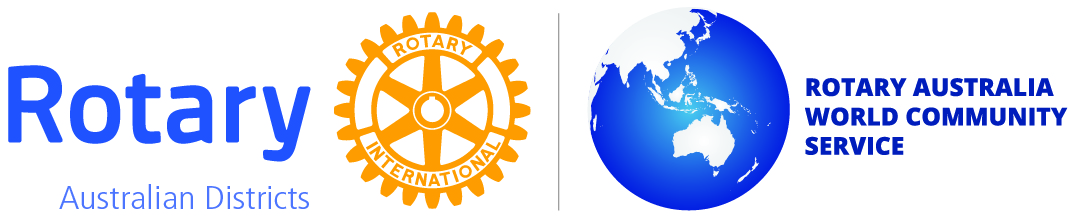 Rotary
Australian Districts
ROTARY
INTERNATIONAL
ROTARY AUSTRALIA
WORLD COMMUNITY
SERVICE